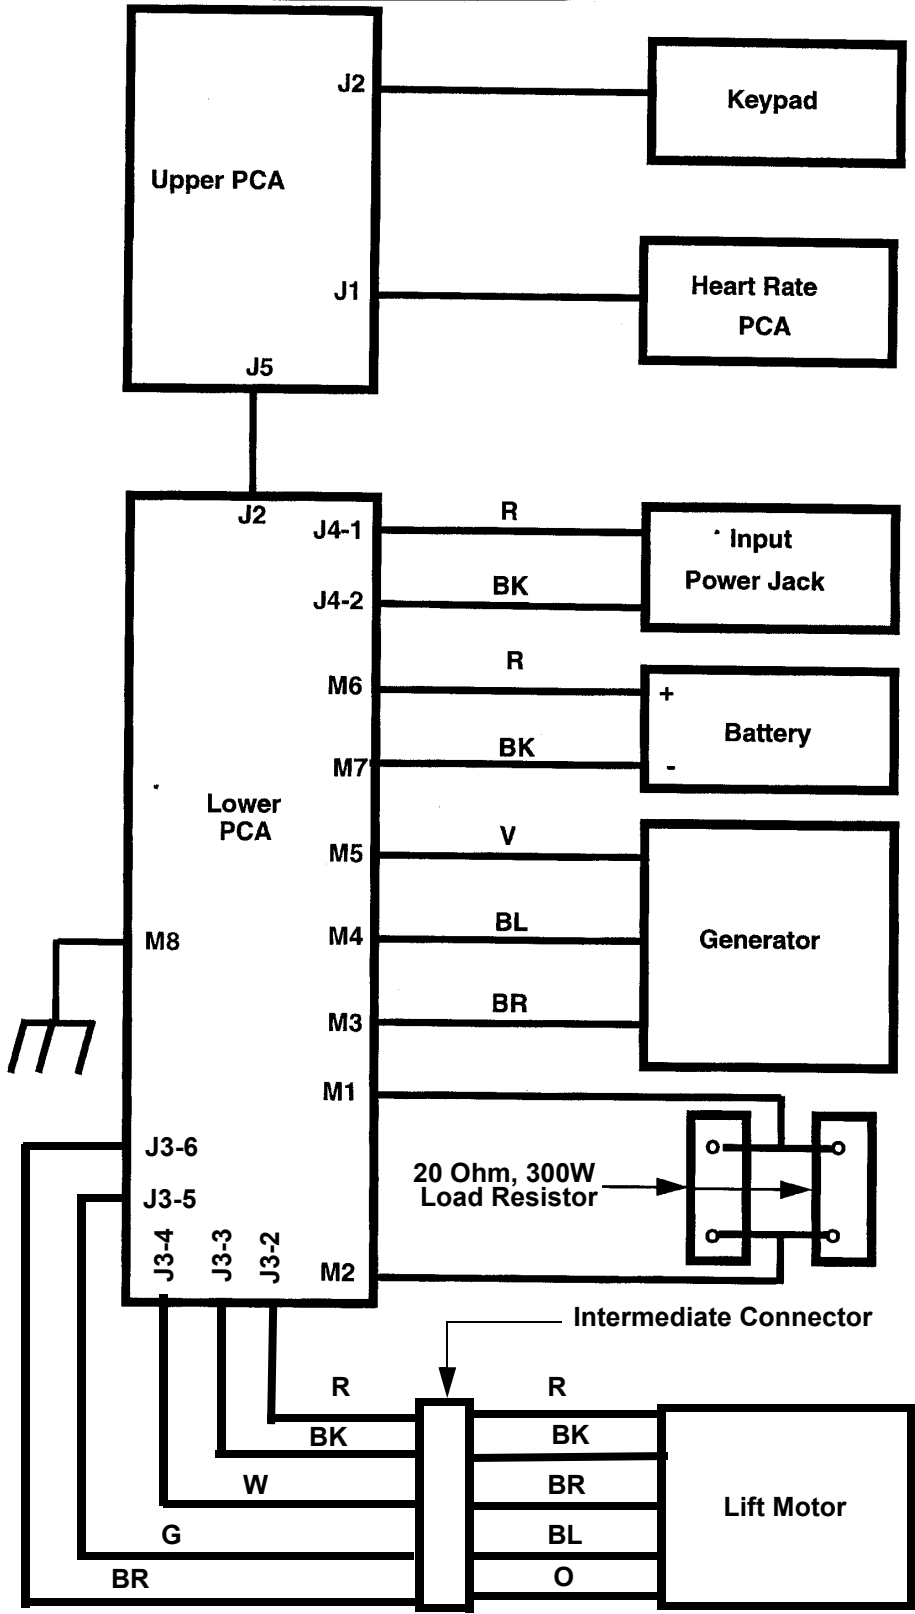 J2
Keypad
Upper PCA
J1
Heart Rate
PCA
J5
J2
J4-1
R
Input
Power Jack
J4-2
BK
M6
R
+
Battery
M7
BK
-
Lower
PCA
M5
V
M4
BL
Generator
M8
M3
BR
M1
J3-6
20 Ohm, 300W
Load Resistor
J3-5
J3-4
J3-3
J3-2
M2
Intermediate Connector
R
R
BK
BK
W
BR
Lift Motor
G
BL
BR
O